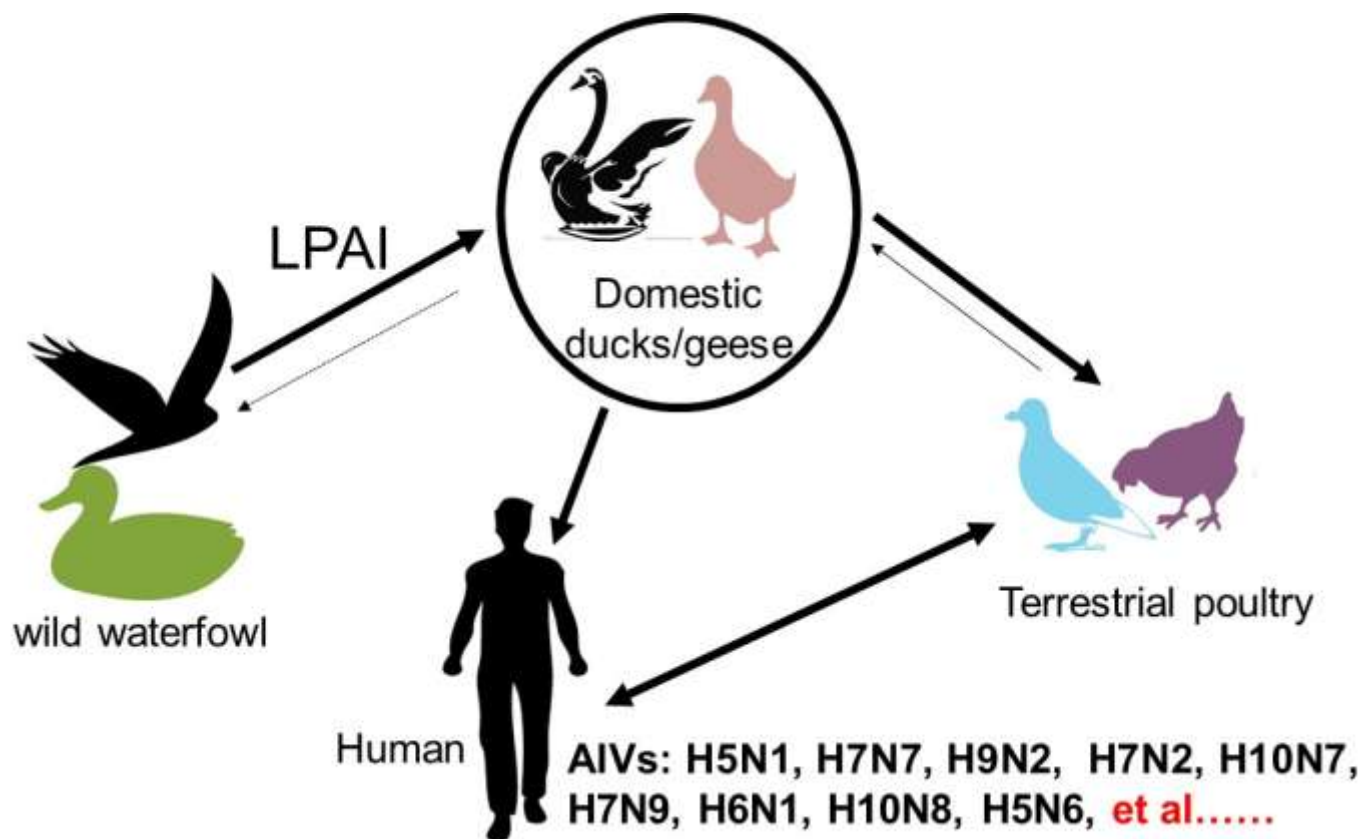 LPAI
Domestic
ducks/geese
wild waterfowl
Terrestrial poultry
Human
AIVs: H5N1, H7N7, H9N2, H7N2, H10N7,
H7N9, H6N1, H10N8, H5N6, et al......